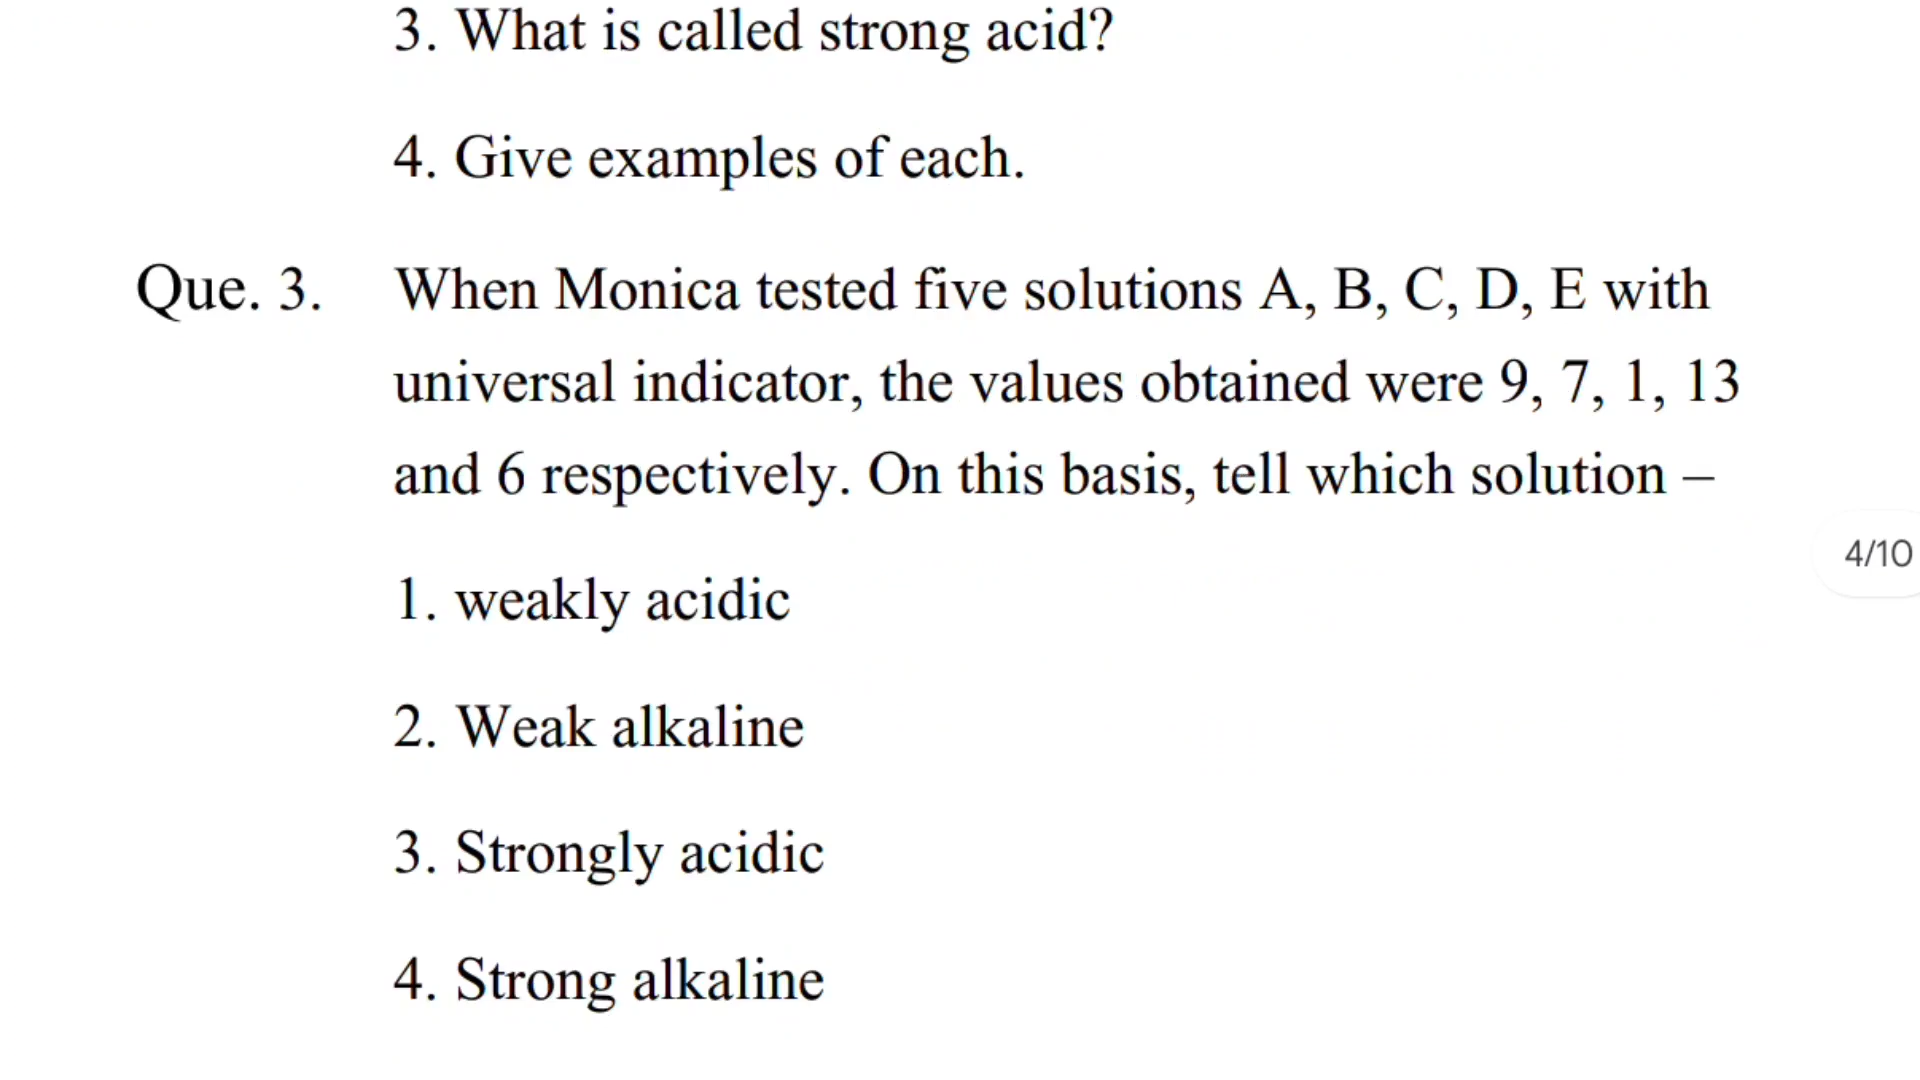 3. What is called strong acid?
4. Give examples of each.
Que. 3. When Monica tested five solutions A, B, C, D, E with
universal indicator, the values obtained were 9, 7, 1, 13
and 6 respectively. On this basis, tell which solution –
4/10
1. weakly acidic
2. Weak alkaline
3. Strongly acidic
4. Strong alkaline